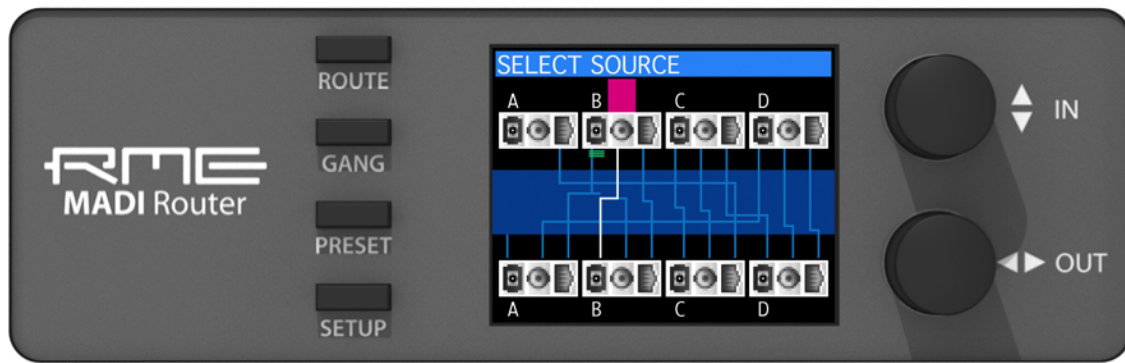 RME
MADI Router
ROUTE
GANG
PRESET
SETUP
SELECT SOURCE
A B C D
A B C D
IN
OUT